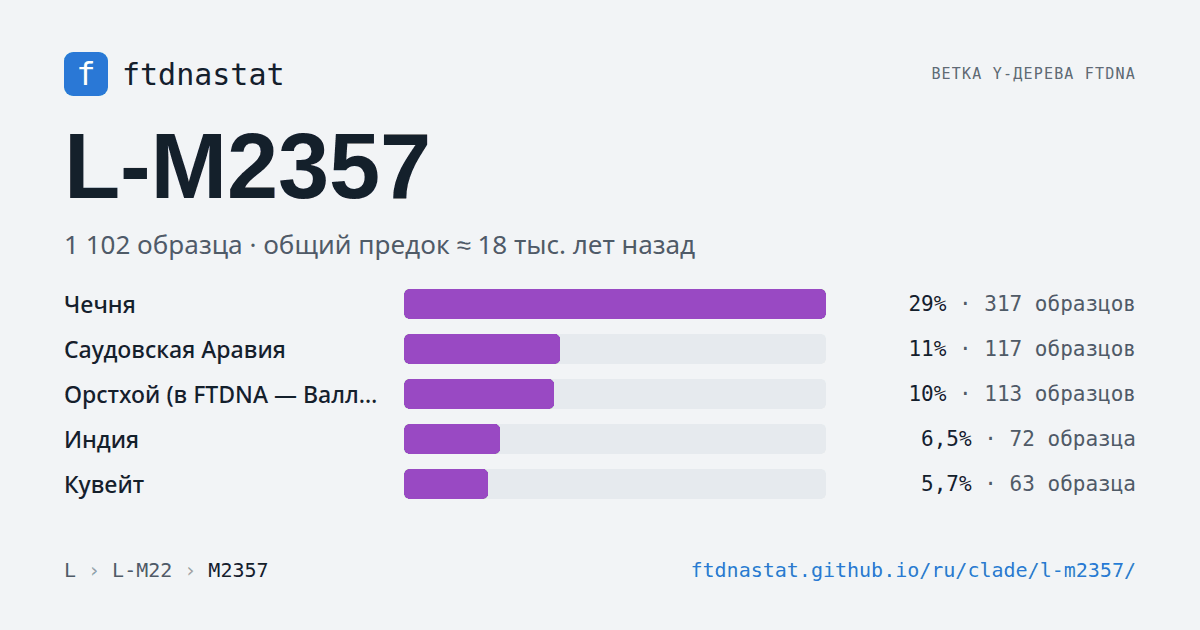 f ftdnastat
ВЕТКА Y-ДЕРЕВА FTDNA
L-M2357
1 102 образца · общий предок ≈ 18 тыс. лет назад
Чечня 29% · 317 образцов
Саудовская Аравия 11% · 117 образцов
Орстхой (в FTDNA — Валл… 10% · 113 образцов
Индия 6,5% · 72 образца
Кувейт 5,7% · 63 образца
L › L-M22 › M2357
ftdnastat.github.io/ru/clade/l-m2357/